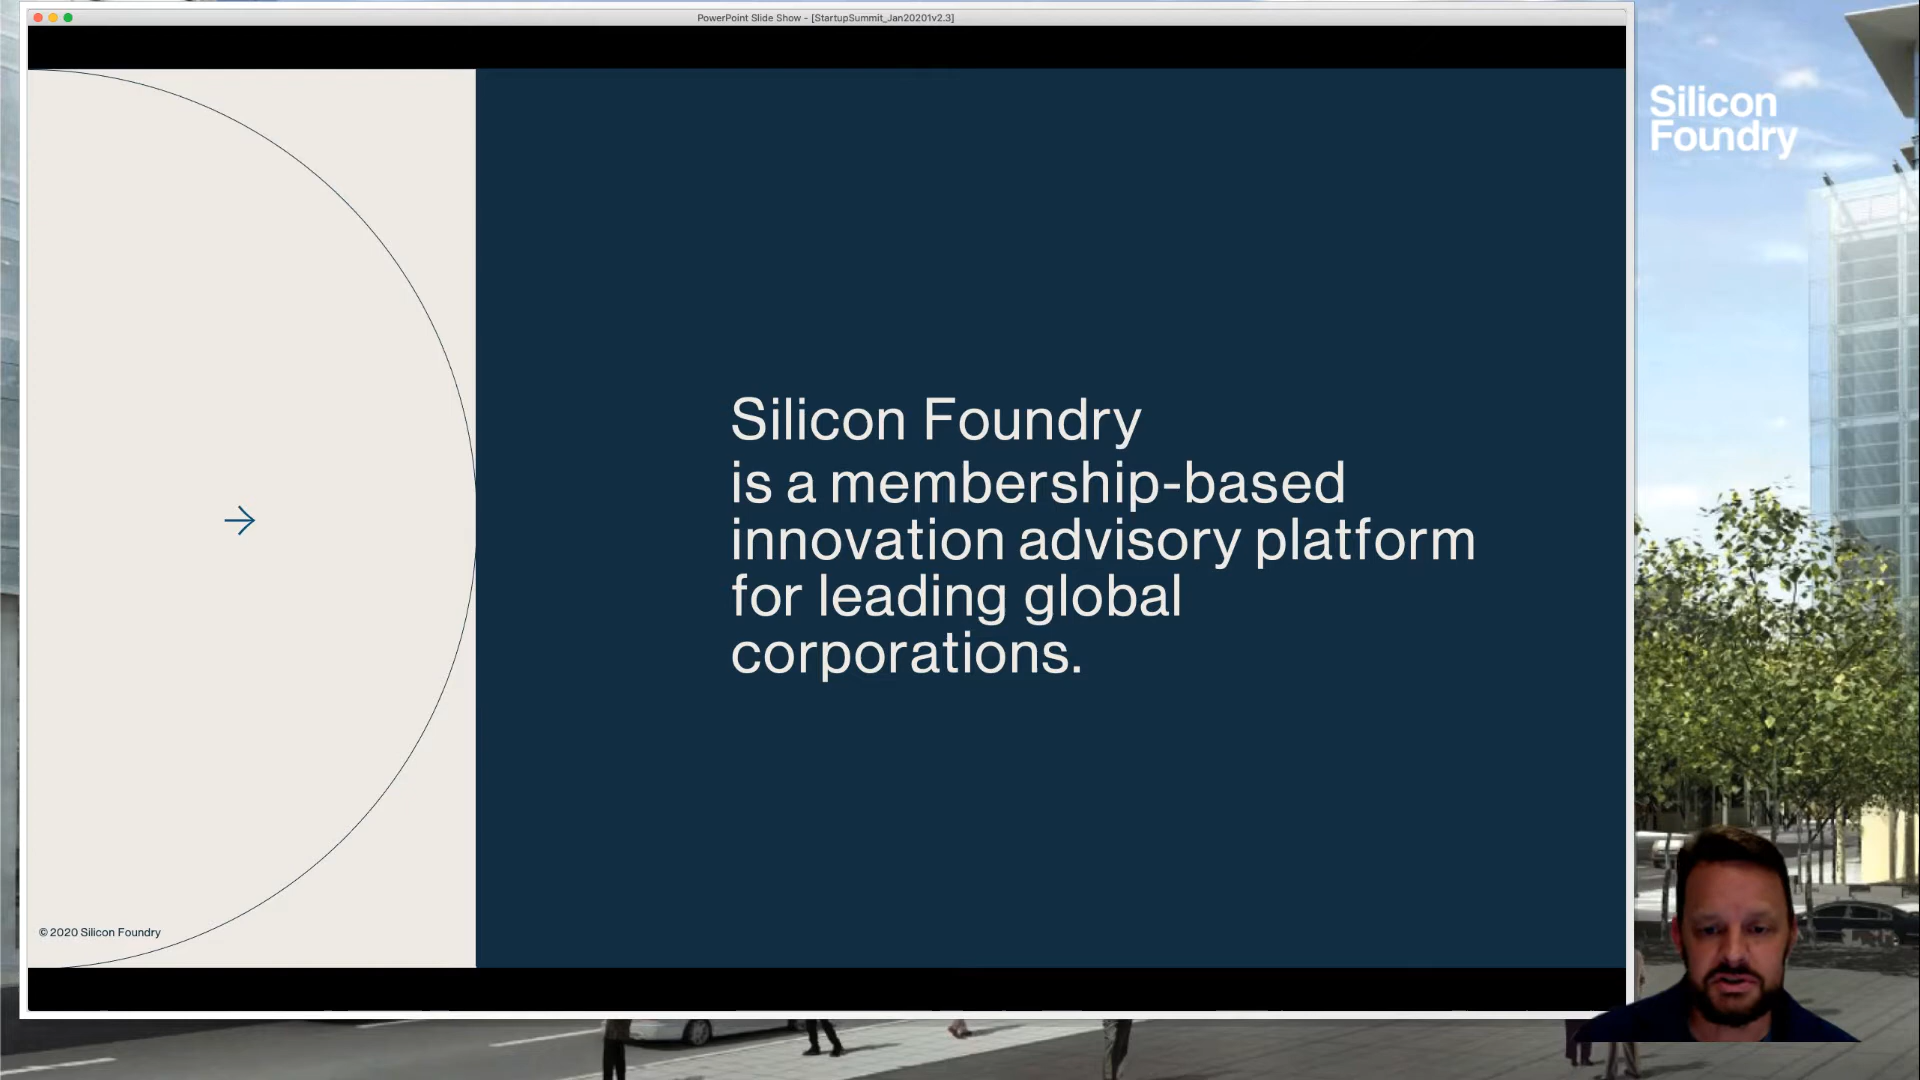 PowerPoint Slide Show - [StartupSummit_Jan20201v2.3]
Silicon
Foundry
Silicon Foundry
is a membership-based
innovation advisory platform
for leading global
corporations.
© 2020 Silicon Foundry